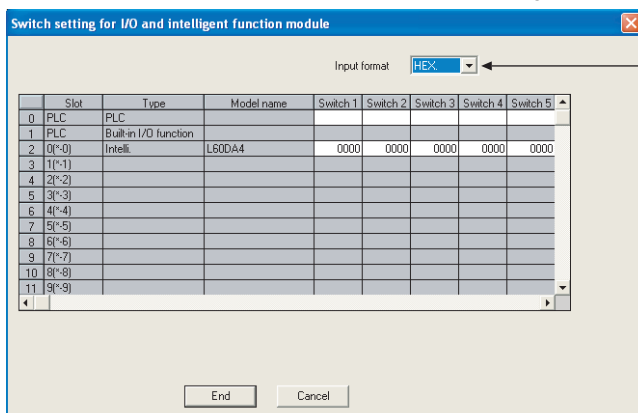 Switch setting for I/O and intelligent function module
Input format HEX.
Slot Type Model name Switch 1 Switch 2 Switch 3 Switch 4 Switch 5
0 PLC PLC
1 PLC Built-in I/O function
2 0(*-0) Intelli. L60DA4 0000 0000 0000 0000 0000
3 1(*-1)
4 2(*-2)
5 3(*-3)
6 4(*-4)
7 5(*-5)
8 6(*-6)
9 7(*-7)
10 8(*-8)
11 9(*-9)
End Cancel